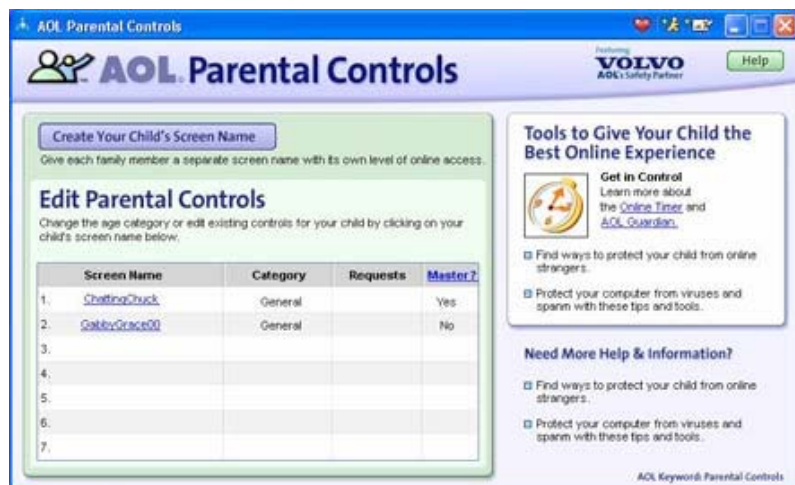 AOL Parental Controls
AOL Parental Controls
Featuring
VOLVO
AOL's Safety Partner
Help
Create Your Child's Screen Name
Give each family member a separate screen name with its own level of online access.
Edit Parental Controls
Change the age category or edit existing controls for your child by clicking on your
child's screen name below.
Screen Name Category Requests Master?
1. ChattingChuck General Yes
2. GabbyGrace00 General No
3.
4.
5.
6.
7.
Tools to Give Your Child the
Best Online Experience
Get in Control
Learn more about
the Online Timer and
AOL Guardian.
Find ways to protect your child from online
strangers.
Protect your computer from viruses and
spanm with these tips and tools.
Need More Help & Information?
Find ways to protect your child from online
strangers.
Protect your computer from viruses and
spanm with these tips and tools.
AOL Keyword: Parental Controls